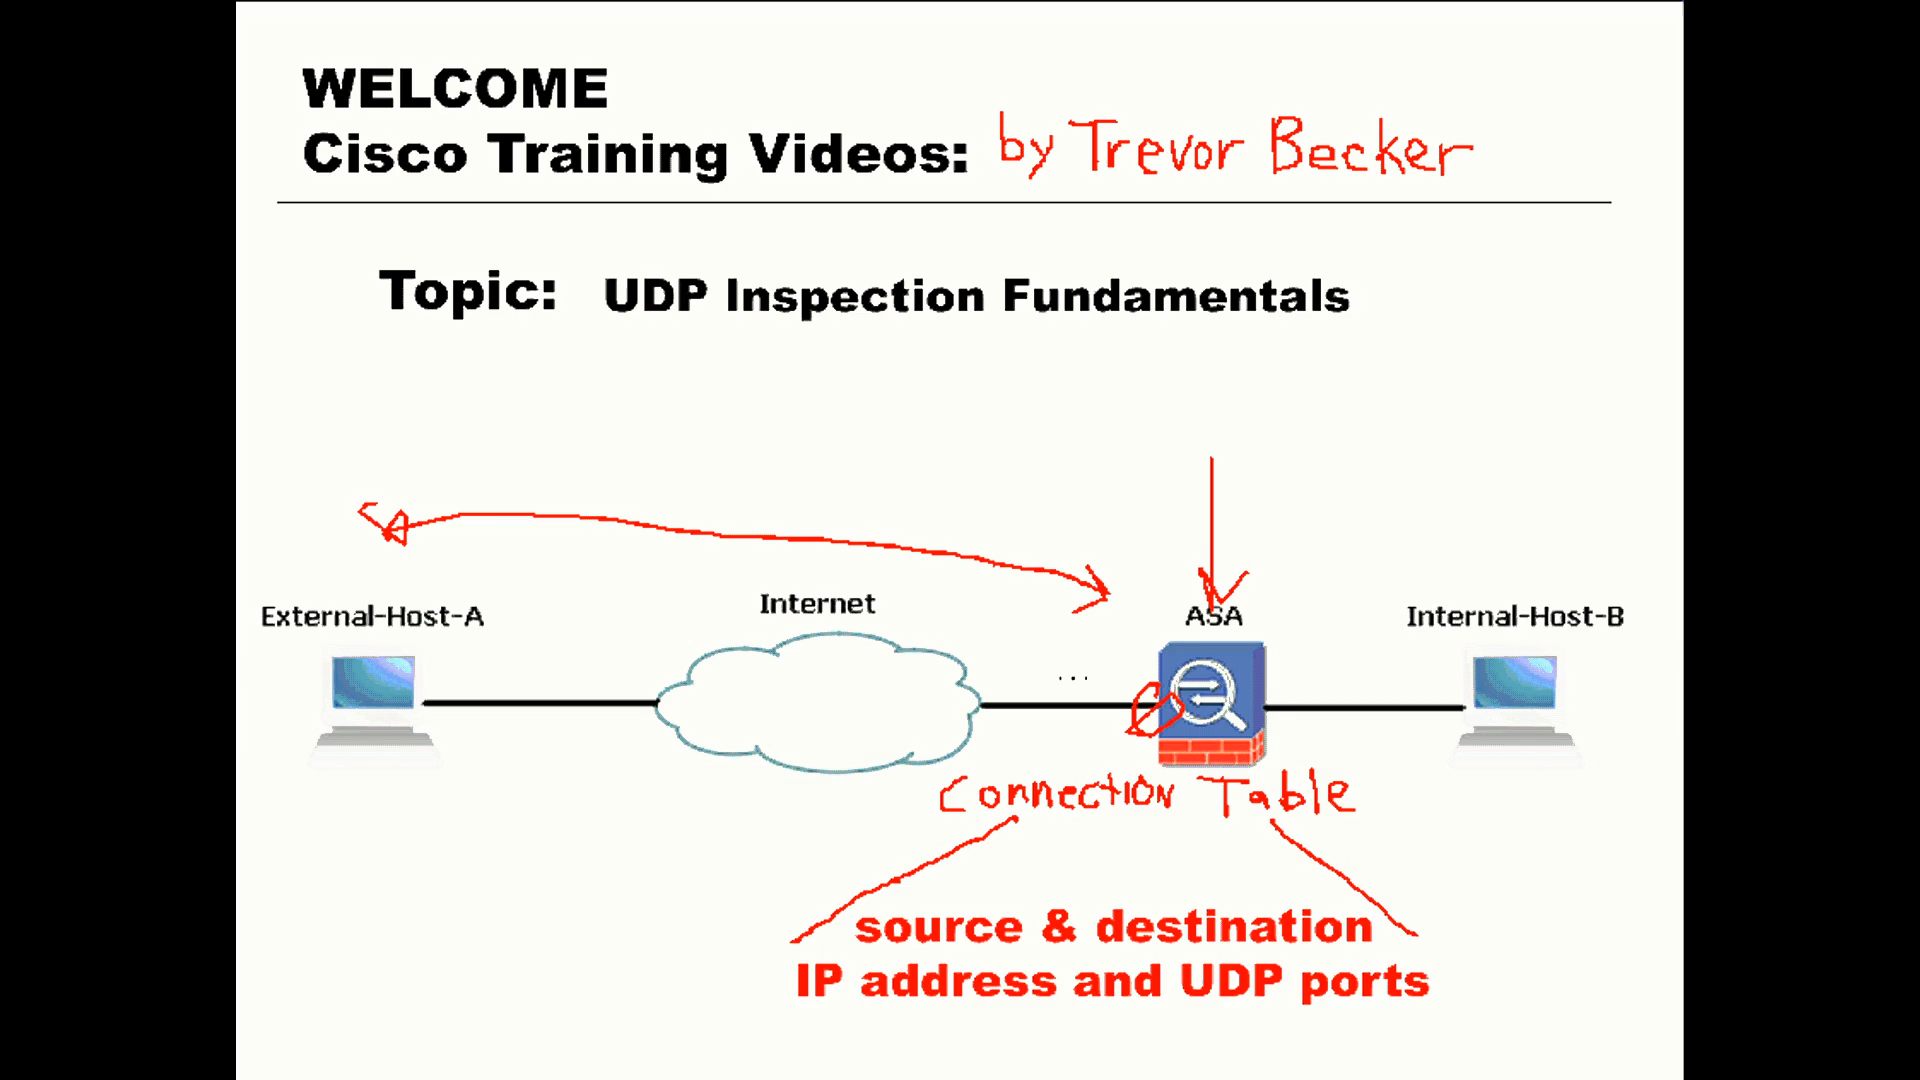 WELCOME
Cisco Training Videos: by Trevor Becker
Topic: UDP Inspection Fundamentals
External-Host-A
Internet
ASA
Internal-Host-B
...
Connection Table
source & destination
IP address and UDP ports